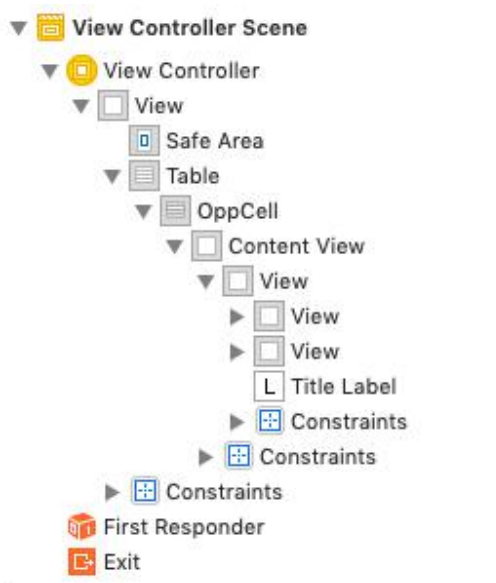 View Controller Scene
View Controller
View
Safe Area
Table
OppCell
Content View
View
View
View
L Title Label
Constraints
Constraints
Constraints
First Responder
Exit